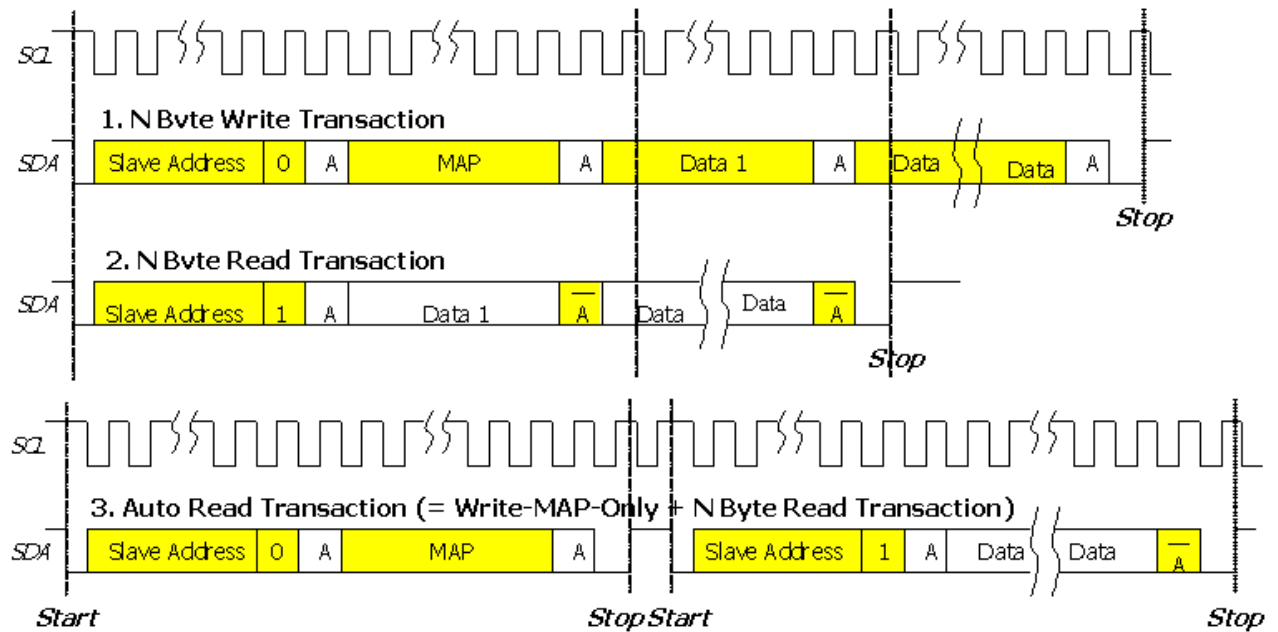 SCL
1. N Byte Write Transaction
SDA Slave Address 0 A MAP A Data 1 A Data Data A
Stop
2. N Byte Read Transaction
SDA Slave Address 1 A Data 1 A Data Data A
Stop
SCL
3. Auto Read Transaction (= Write-MAP-Only + N Byte Read Transaction)
SDA Slave Address 0 A MAP A Slave Address 1 A Data Data A
Start Stop Start Stop